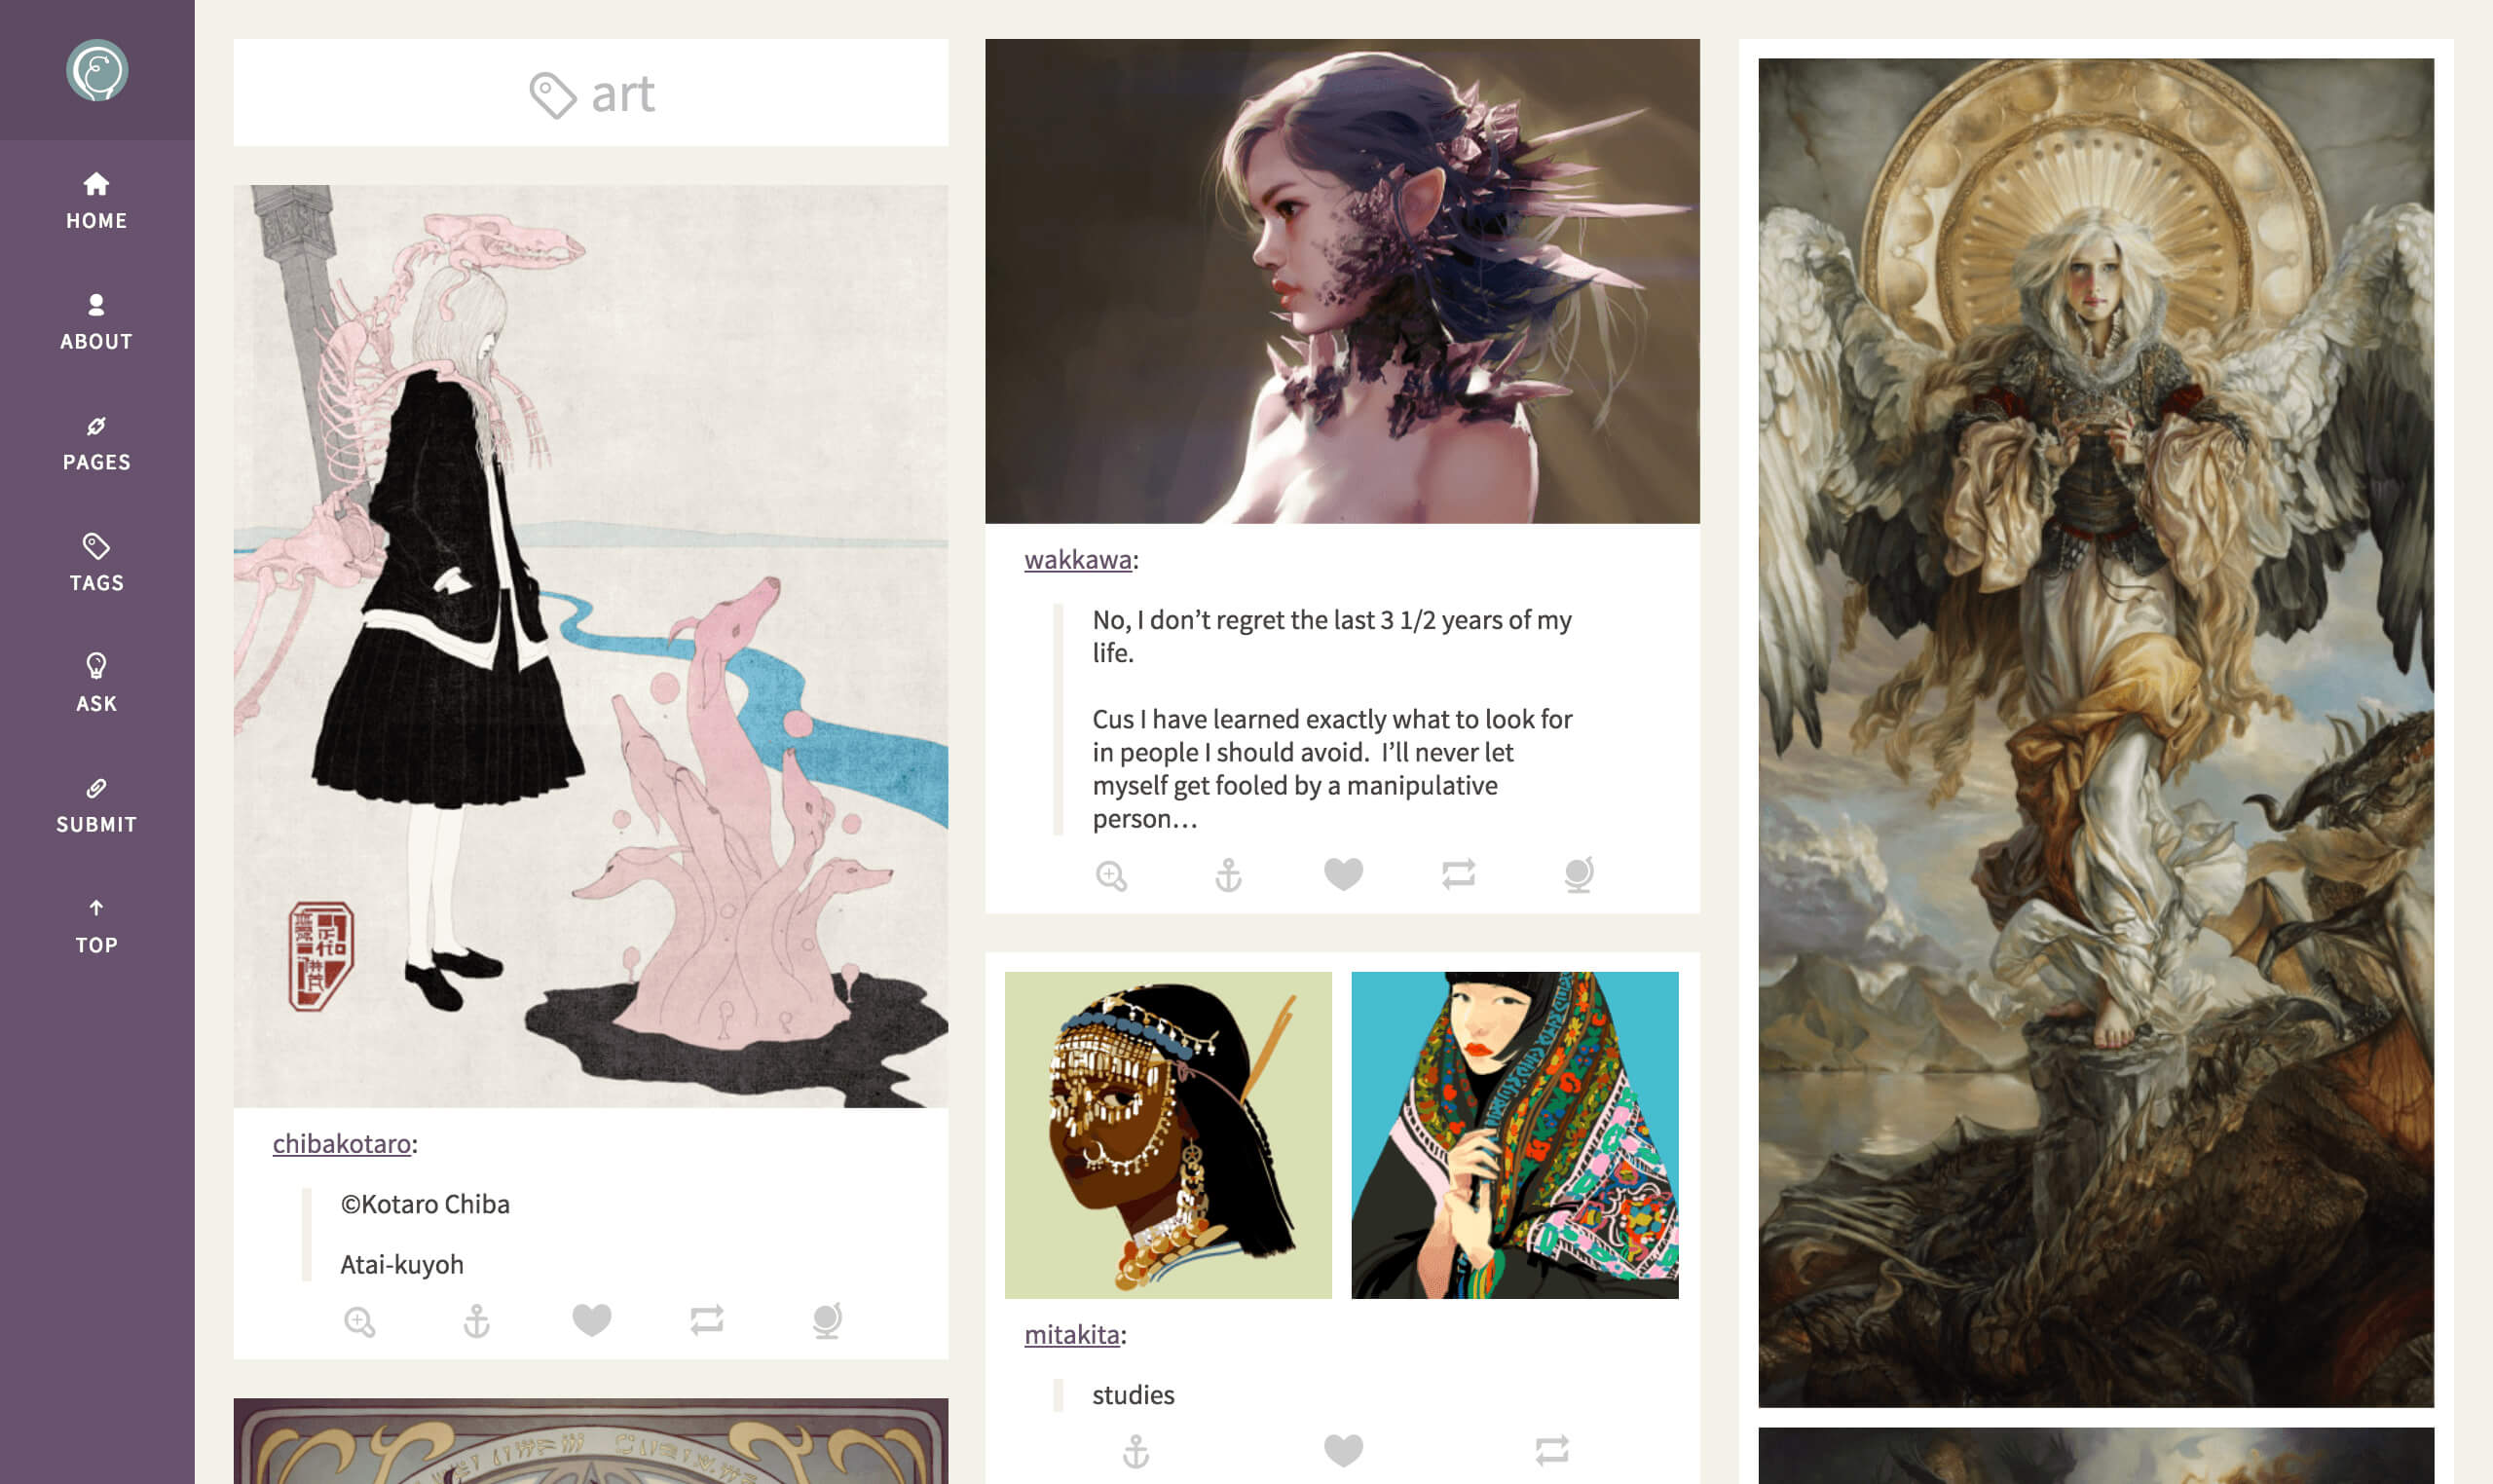 HOME
ABOUT
PAGES
TAGS
ASK
SUBMIT
TOP
art
chibakotaro:
©Kotaro Chiba
Atai-kuyoh
wakkawa:
No, I don’t regret the last 3 1/2 years of my
life.
Cus I have learned exactly what to look for
in people I should avoid.  I’ll never let
myself get fooled by a manipulative
person…
mitakita:
studies